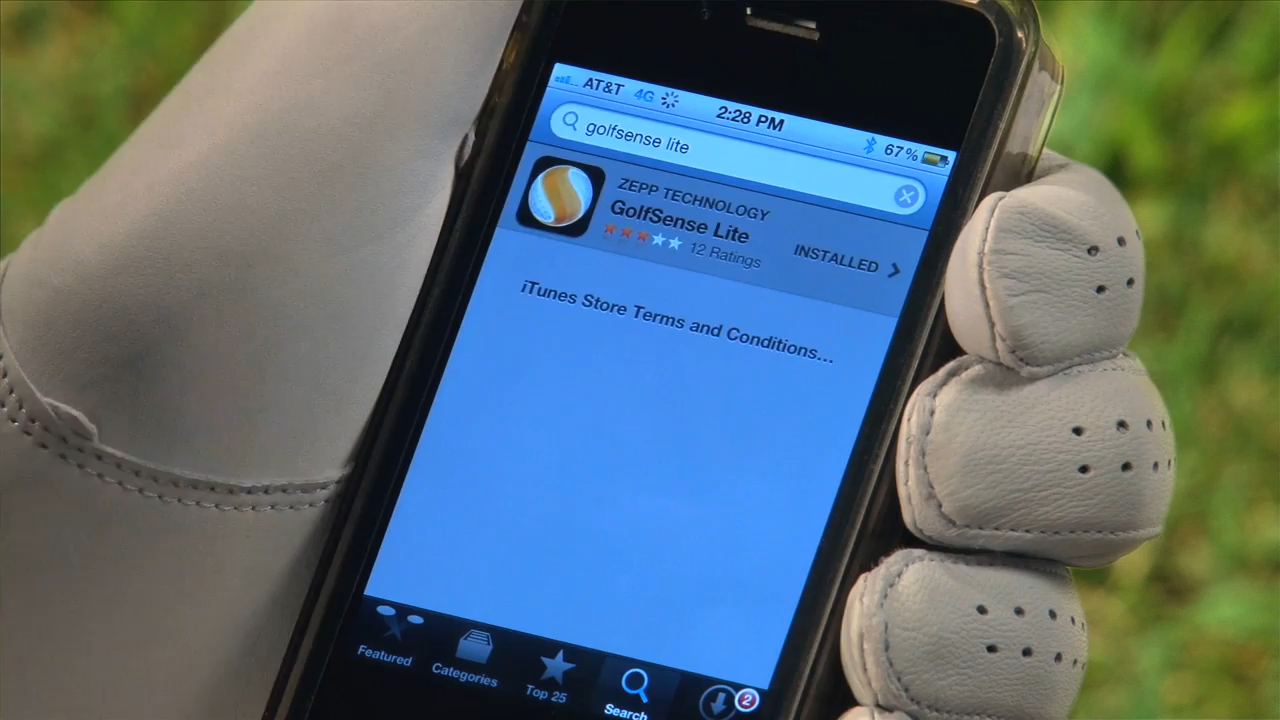 AT&T 4G 2:28 PM 67%
golfsense lite
ZEPP TECHNOLOGY
GolfSense Lite
12 Ratings
INSTALLED
iTunes Store Terms and Conditions...
Featured Categories Top 25 Search 2